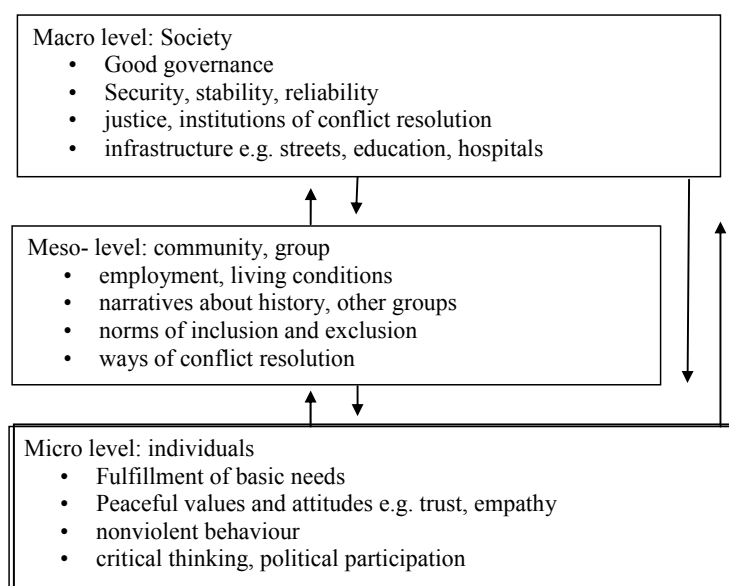 Macro level: Society
• Good governance
• Security, stability, reliability
• justice, institutions of conflict resolution
• infrastructure e.g. streets, education, hospitals
Meso- level: community, group
• employment, living conditions
• narratives about history, other groups
• norms of inclusion and exclusion
• ways of conflict resolution
Micro level: individuals
• Fulfillment of basic needs
• Peaceful values and attitudes e.g. trust, empathy
• nonviolent behaviour
• critical thinking, political participation